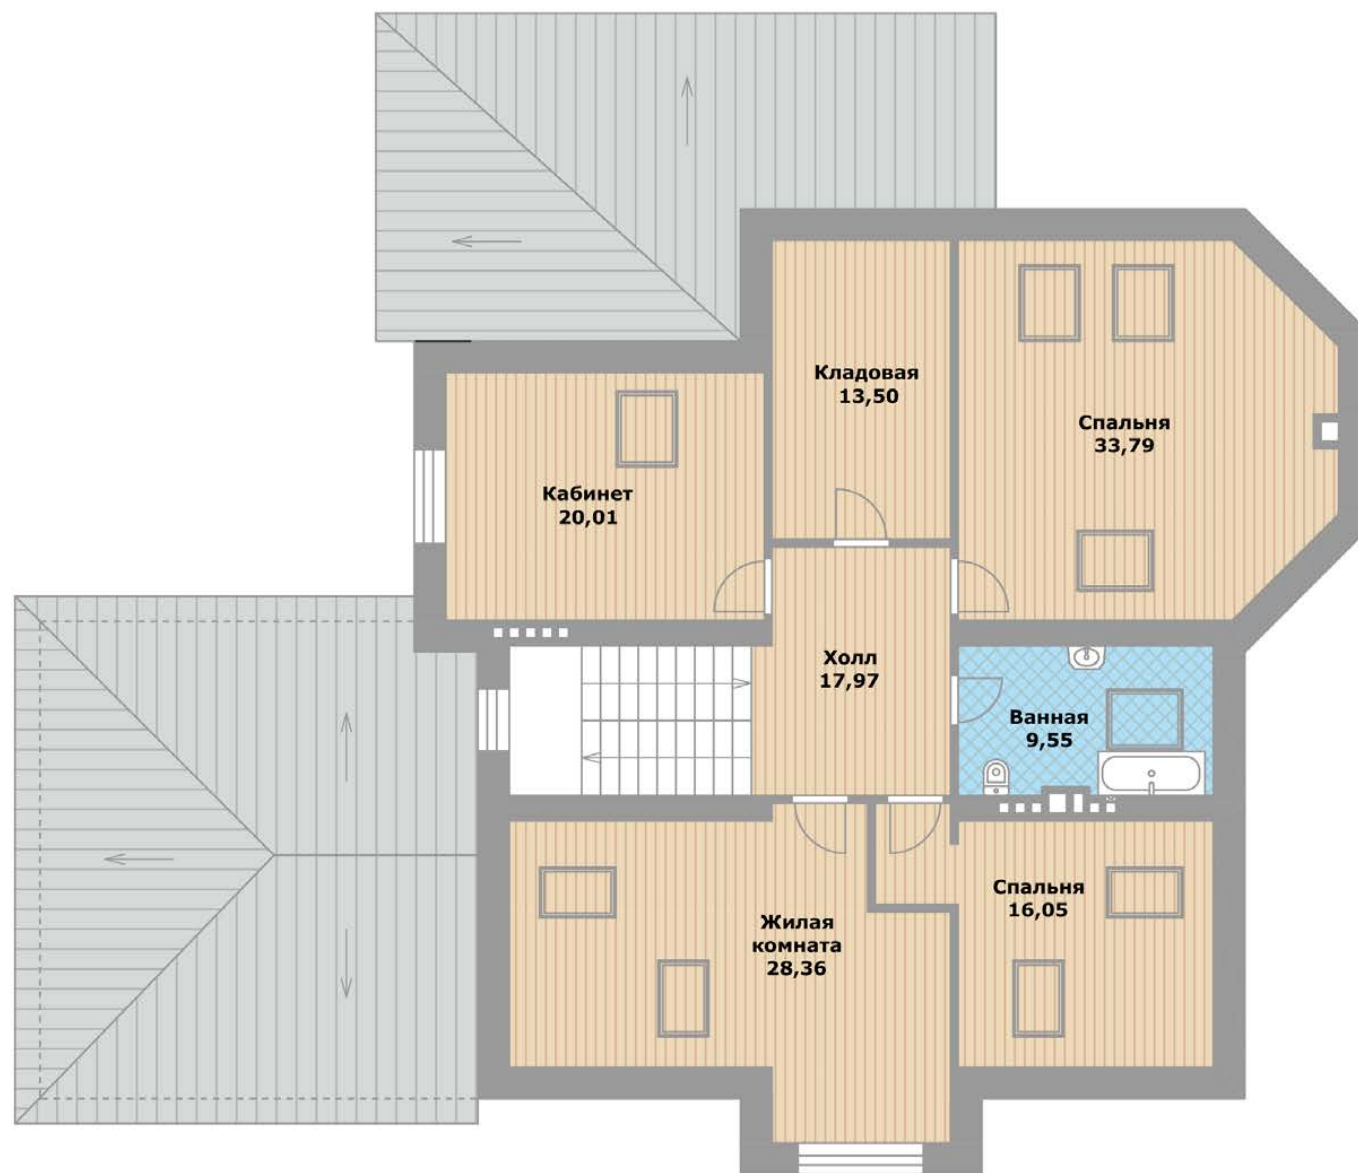 Кладовая
13,50
Спальня
33,79
Кабинет
20,01
Холл
17,97
Ванная
9,55
Спальня
16,05
Жилая
комната
28,36